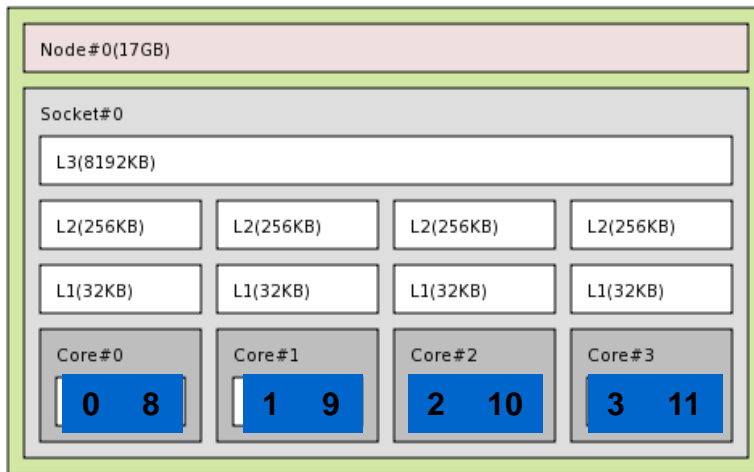 Node#0(17GB)
Socket#0
L3(8192KB)
L2(256KB) L2(256KB) L2(256KB) L2(256KB)
L1(32KB) L1(32KB) L1(32KB) L1(32KB)
Core#0 Core#1 Core#2 Core#3
0 8 1 9 2 10 3 11